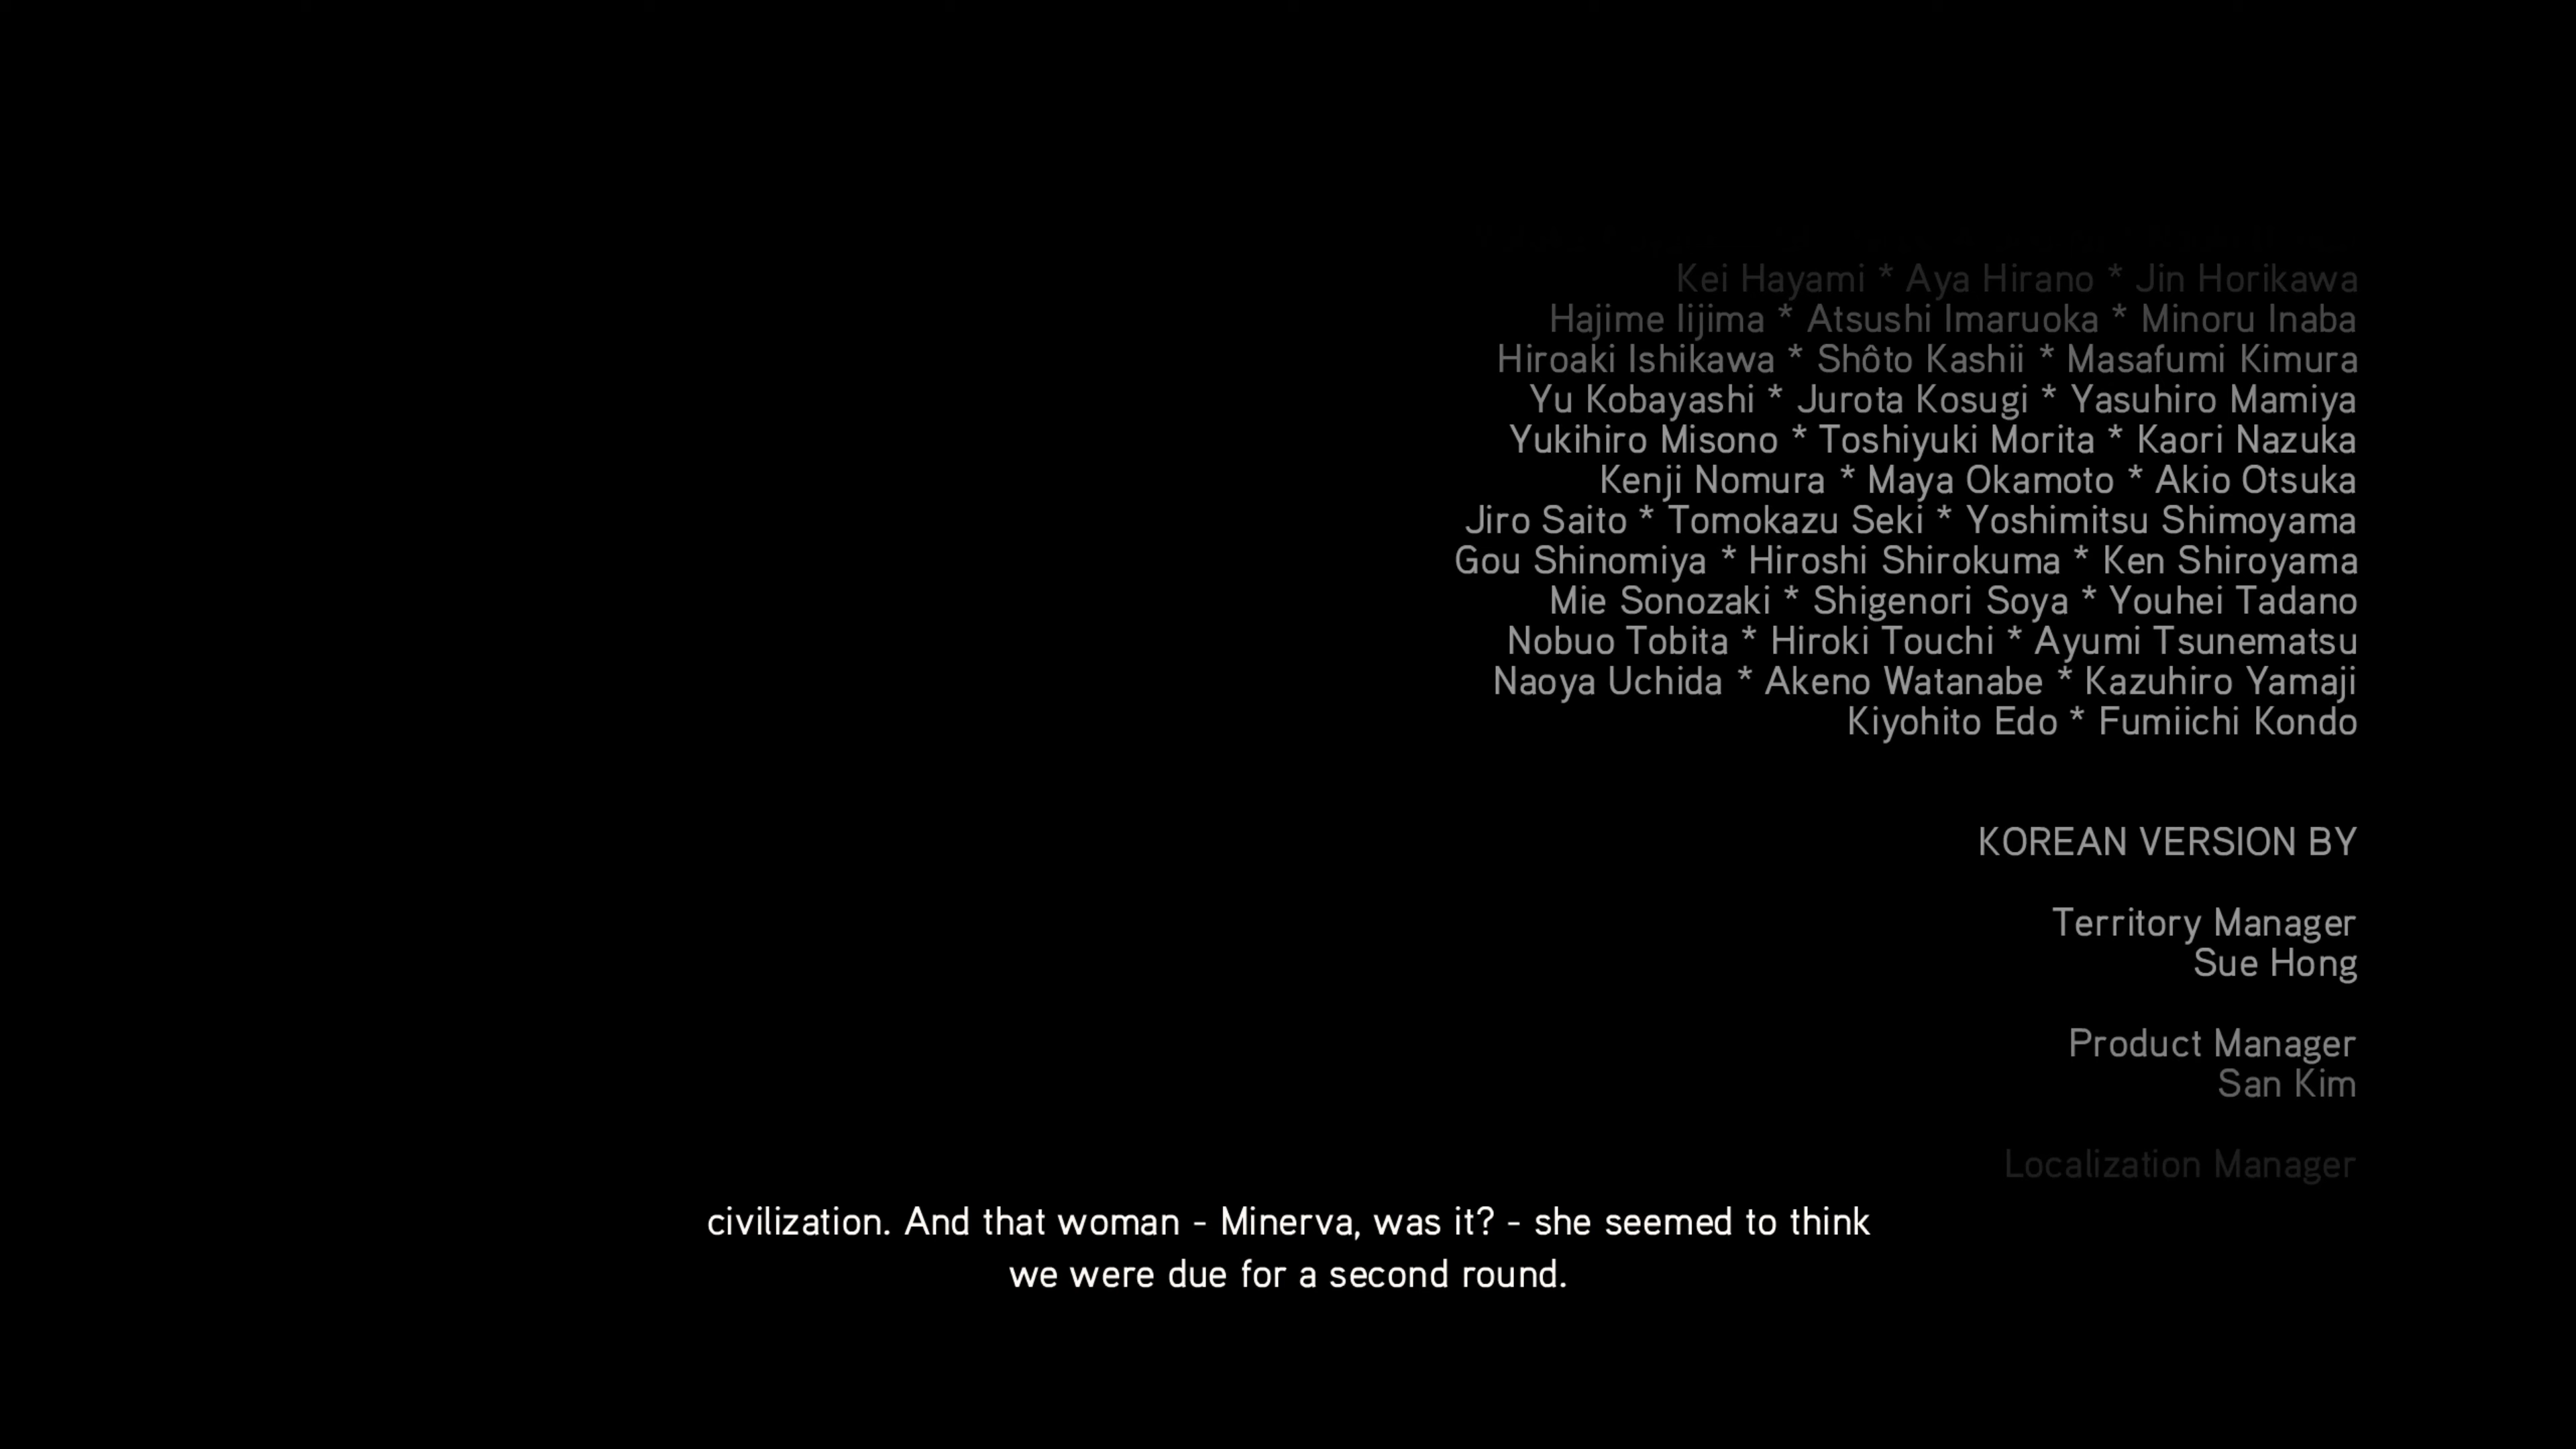 Kei Hayami * Aya Hirano * Jin Horikawa
Hajime Iijima * Atsushi Imaruoka * Minoru Inaba
Hiroaki Ishikawa * Shôto Kashii * Masafumi Kimura
Yu Kobayashi * Jurota Kosugi * Yasuhiro Mamiya
Yukihiro Misono * Toshiyuki Morita * Kaori Nazuka
Kenji Nomura * Maya Okamoto * Akio Otsuka
Jiro Saito * Tomokazu Seki * Yoshimitsu Shimoyama
Gou Shinomiya * Hiroshi Shirokuma * Ken Shiroyama
Mie Sonozaki * Shigenori Soya * Youhei Tadano
Nobuo Tobita * Hiroki Touchi * Ayumi Tsunematsu
Naoya Uchida * Akeno Watanabe * Kazuhiro Yamaji
Kiyohito Edo * Fumiichi Kondo
KOREAN VERSION BY
Territory Manager
Sue Hong
Product Manager
San Kim
Localization Manager
civilization. And that woman - Minerva, was it? - she seemed to think
we were due for a second round.